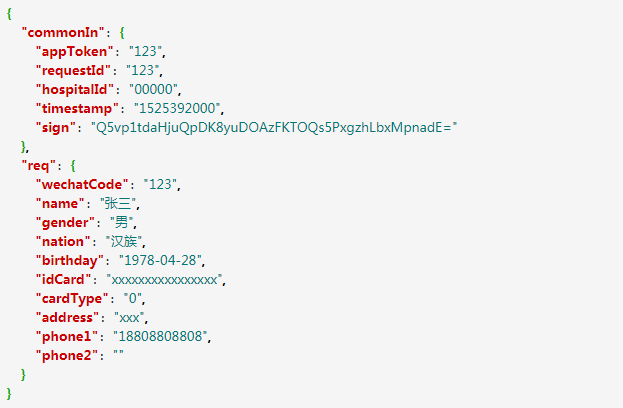 {
"commonIn": {
"appToken": "123",
"requestId": "123",
"hospitalId": "00000",
"timestamp": "1525392000",
"sign": "Q5vp1tdaHjuQpDK8yuDOAzFKTOQs5PxgzhLbxMpnadE="
},
"req": {
"wechatCode": "123",
"name": "张三",
"gender": "男",
"nation": "汉族",
"birthday": "1978-04-28",
"idCard": "xxxxxxxxxxxxxxxx",
"cardType": "0",
"address": "xxx",
"phone1": "18808808808",
"phone2": ""
}
}